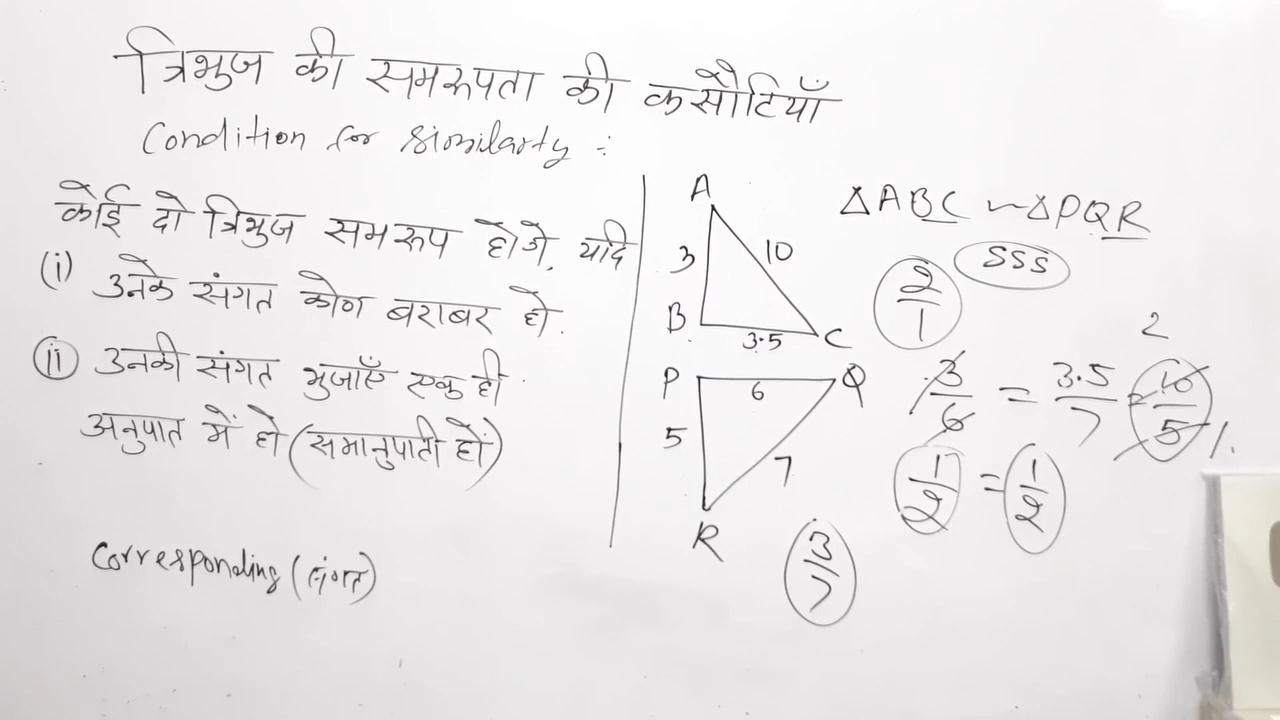 त्रिभुज की समरूपता की कसौटियाँ
Condition for similarty :
कोई दो त्रिभुज समरूप होंगे, यदि
(i) उनके संगत कोण बराबर हो.
(ii) उनकी संगत भुजाएँ एक ही
अनुपात में हो (समानुपाती हों)
Corresponding (संगत)
A
3
10
B
3.5
C
P
6
Q
5
7
R
3/7
ΔABC ~ ΔPQR
SSS
2/1
2
3/6 = 3.5/7 = 10/5
1/2 = 1/2